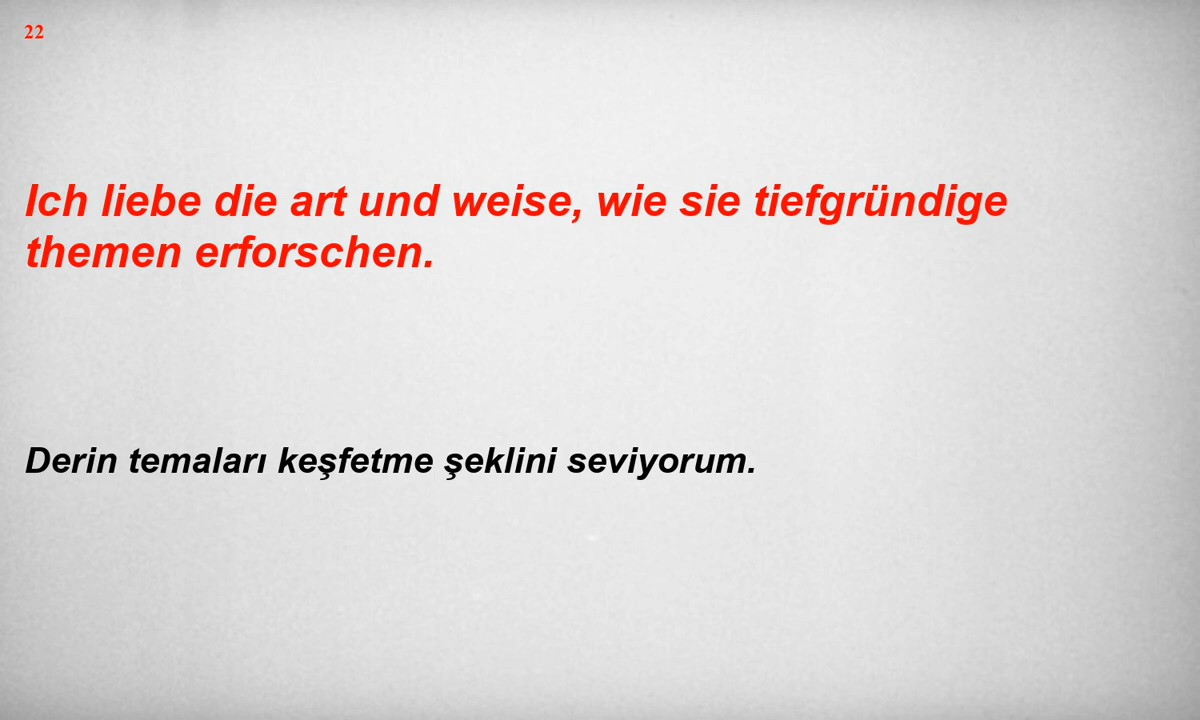 22
Ich liebe die art und weise, wie sie tiefgründige
themen erforschen.
Derin temaları keşfetme şeklini seviyorum.